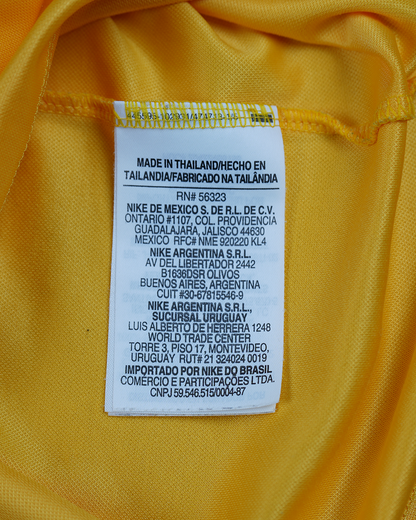 MADE IN THAILAND/HECHO EN
TAILANDIA/FABRICADO NA TAILÂNDIA
RN# 56323
NIKE DE MEXICO S. DE R.L. DE C.V.
ONTARIO #1107, COL. PROVIDENCIA
GUADALAJARA, JALISCO 44630
MEXICO RFC# NME 920220 KL4
NIKE ARGENTINA S.R.L.
AV DEL LIBERTADOR 2442
B1636DSR OLIVOS
BUENOS AIRES, ARGENTINA
CUIT #30-67815546-9
NIKE ARGENTINA S.R.L.,
SUCURSAL URUGUAY
LUIS ALBERTO DE HERRERA 1248
WORLD TRADE CENTER
TORRE 3, PISO 17, MONTEVIDEO,
URUGUAY RUT# 21 324024 0019
IMPORTADO POR NIKE DO BRASIL
COMÉRCIO E PARTICIPAÇÕES LTDA.
CNPJ 59.546.515/0004-87